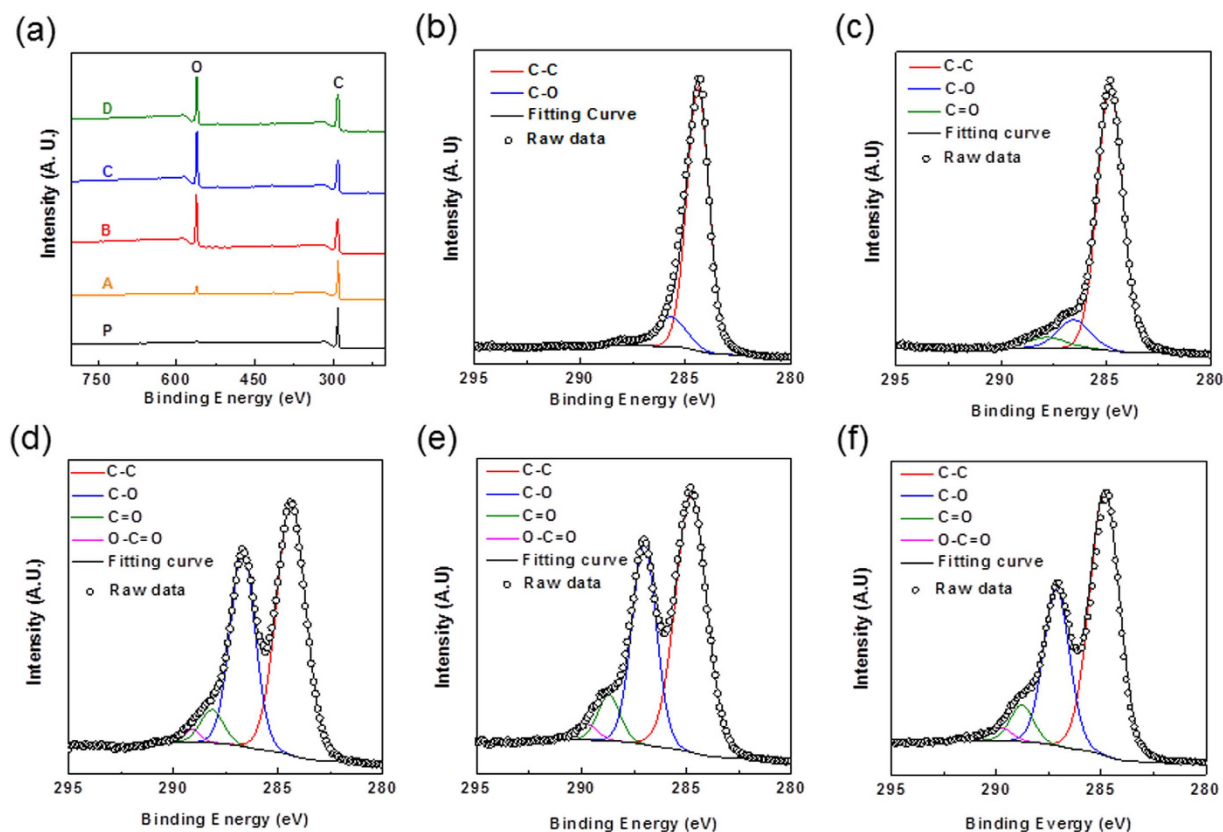 (a)
O
C
D
C
B
A
P
Intensity (A. U.)
750 600 450 300
Binding Energy (eV)
(b)
C-C
C-O
Fitting Curve
Raw data
Intensity (A. U.)
295 290 285 280
Binding Energy (eV)
(c)
C-C
C-O
C=O
Fitting curve
Raw data
Intensity (A.U)
295 290 285 280
Binding Energy (eV)
(d)
C-C
C-O
C=O
O-C=O
Fitting curve
Raw data
Intensity (A.U.)
295 290 285 280
Binding Energy (eV)
(e)
C-C
C-O
C=O
O-C=O
Fitting curve
Raw data
Intensity (A.U.)
295 290 285 280
Binding Energy (eV)
(f)
C-C
C-O
C=O
O-C=O
Fitting curve
Raw data
Intensity (A.U)
295 290 285 280
Binding Evergy (eV)